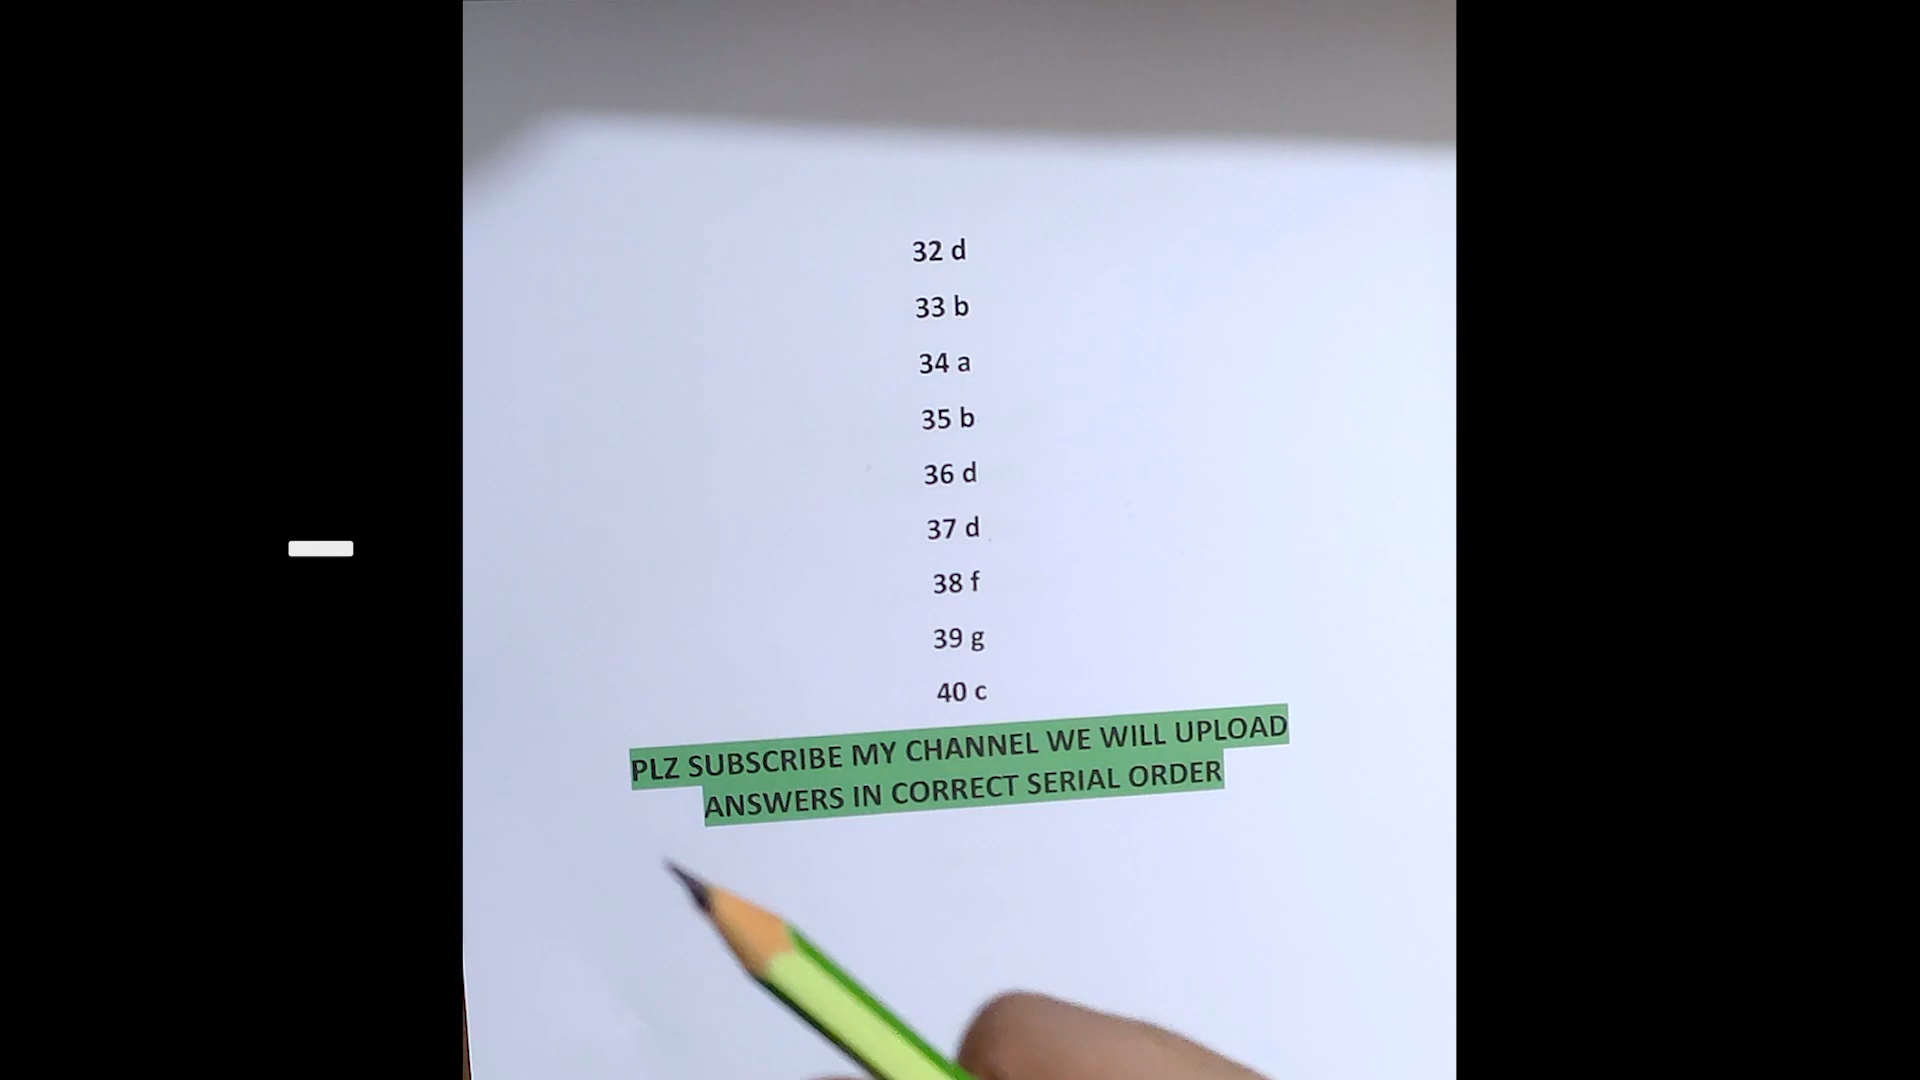 32 d
33 b
34 a
35 b
36 d
37 d
38 f
39 g
40 c
PLZ SUBSCRIBE MY CHANNEL WE WILL UPLOAD
ANSWERS IN CORRECT SERIAL ORDER